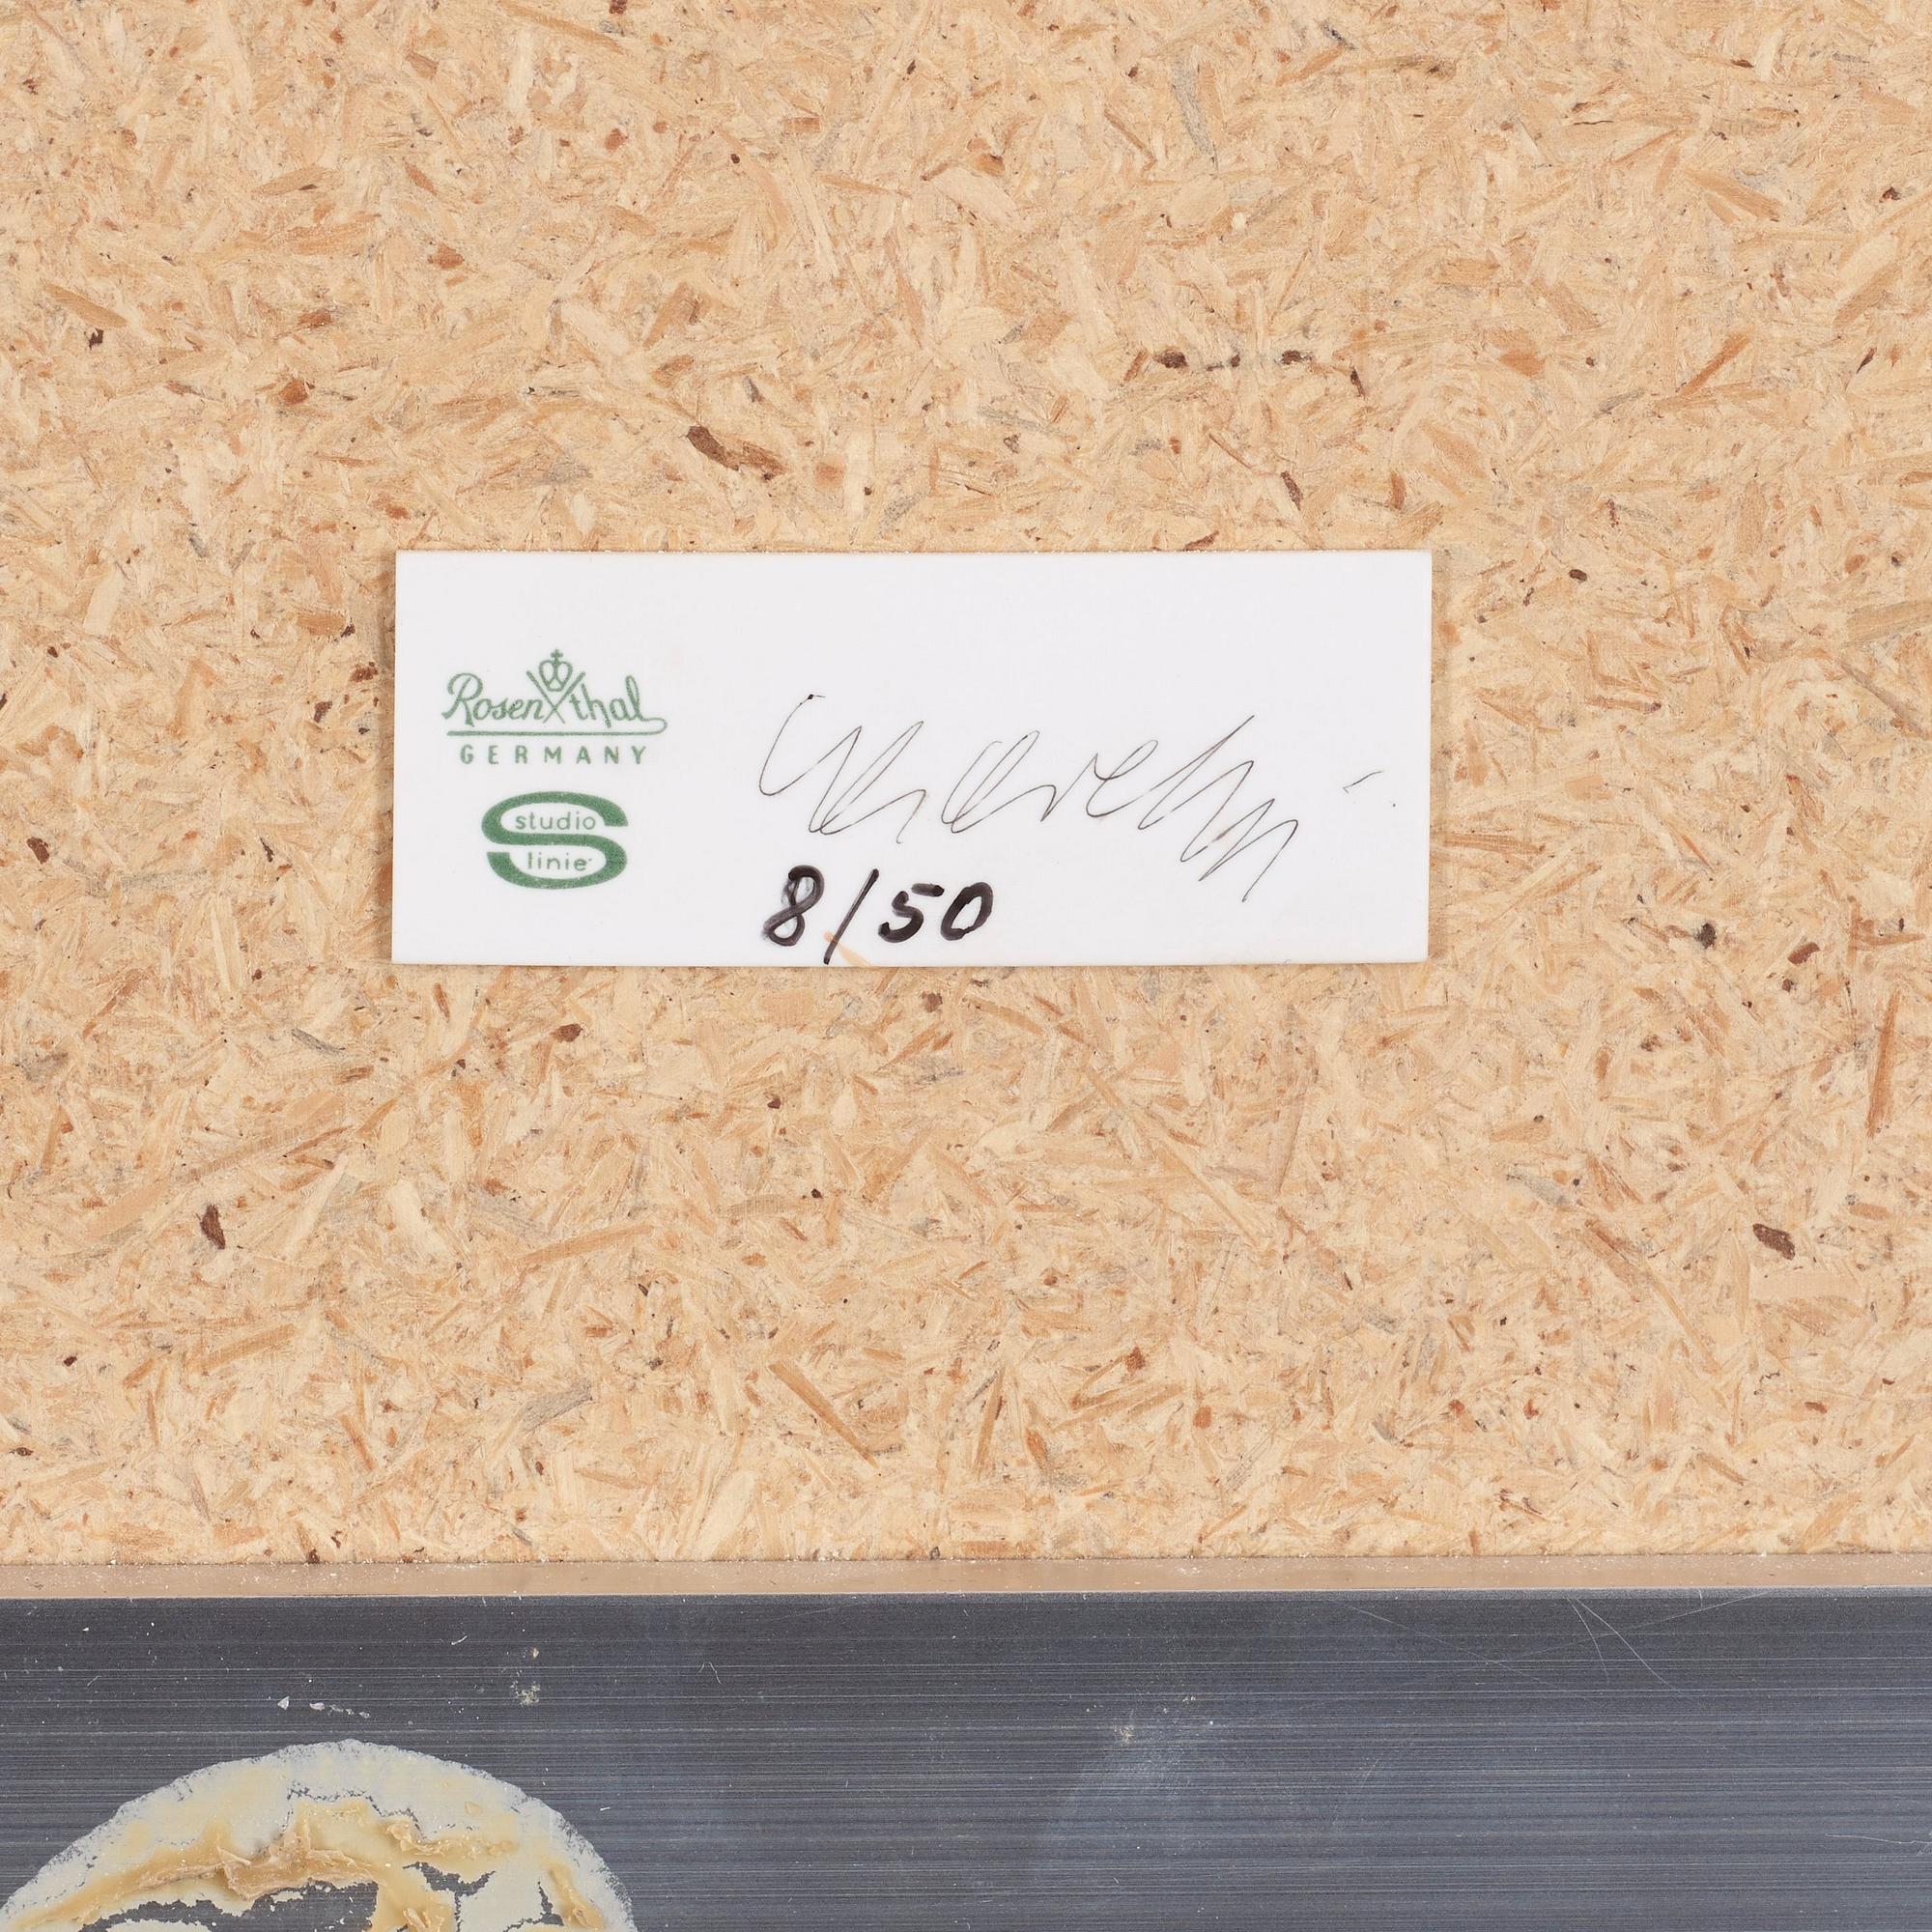 Rosenthal
GERMANY
studio
linie
8/50